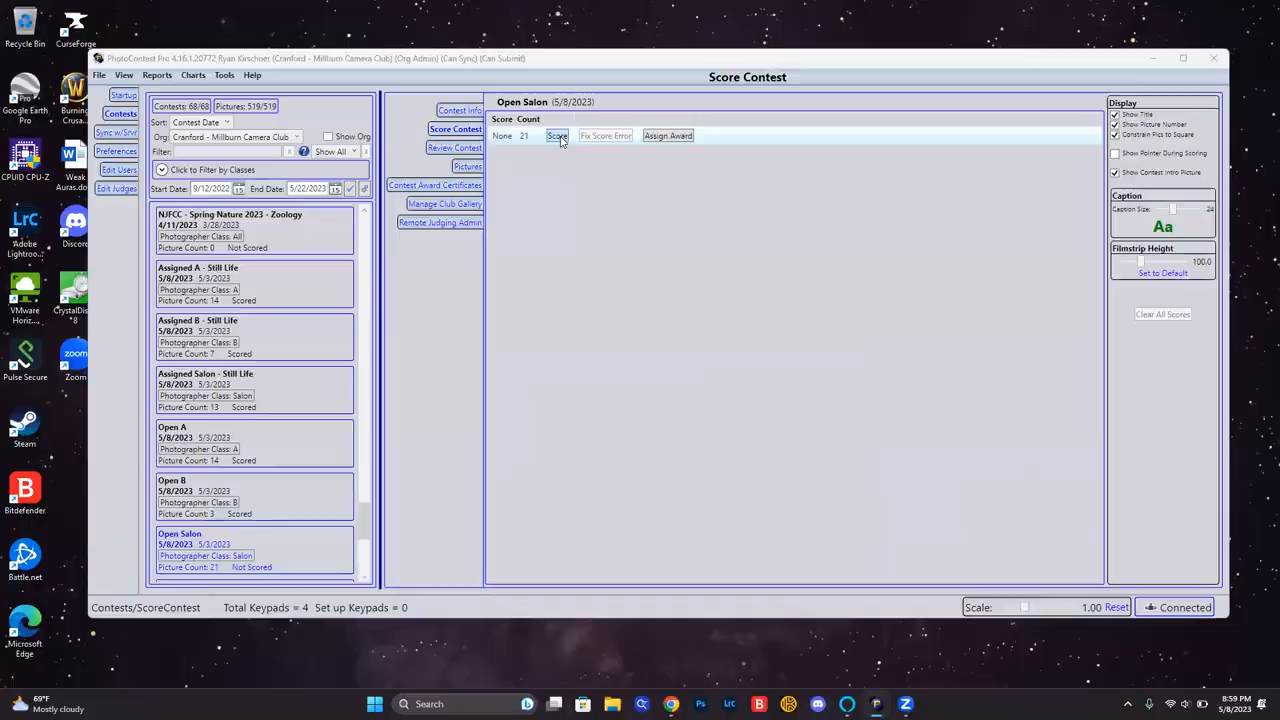 Recycle Bin
CurseForge
Google Earth Pro
Burning Crusa...
CPUID CPU-Z
Weak Auras.do...
Adobe Lightroo...
Discord
VMware Horiz...
CrystalDis... *8
Pulse Secure
Zoom
Steam
Bitdefender
Battle.net
Microsoft Edge
PhotoContest Pro 4.16.1.20772 Ryan Kirschner (Cranford - Millburn Camera Club) [Org Admin] (Can Sync) [Can Submit]
File View Reports Charts Tools Help
Score Contest
Startup
Contests
Sync w/Srvr
Preferences
Edit Users
Edit Judges
Contests: 68/68 Pictures: 519/519
Sort: Contest Date
Org: Cranford - Millburn Camera Club Show Org
Filter: x ? Show All x
Click to Filter by Classes
Start Date: 9/12/2022 15 End Date: 5/22/2023 15
NJFCC - Spring Nature 2023 - Zoology
4/11/2023 3/28/2023
Photographer Class: All
Picture Count: 0 Not Scored
Assigned A - Still Life
5/8/2023 5/3/2023
Photographer Class: A
Picture Count: 14 Scored
Assigned B - Still Life
5/8/2023 5/3/2023
Photographer Class: B
Picture Count: 7 Scored
Assigned Salon - Still Life
5/8/2023 5/3/2023
Photographer Class: Salon
Picture Count: 13 Scored
Open A
5/8/2023 5/3/2023
Photographer Class: A
Picture Count: 14 Scored
Open B
5/8/2023 5/3/2023
Photographer Class: B
Picture Count: 3 Scored
Open Salon
5/8/2023 5/3/2023
Photographer Class: Salon
Picture Count: 21 Not Scored
Contest Info
Score Contest
Review Contest
Pictures
Contest Award Certificates
Manage Club Gallery
Remote Judging Admin
Open Salon (5/8/2023)
Score Count
None 21 Score Fix Score Error Assign Award
Display
Show Title
Show Picture Number
Constrain Pics to Square
Show Pointer During Scoring
Show Contest Intro Picture
Caption
Caption Size: 24
Aa
Filmstrip Height
100.0
Set to Default
Clear All Scores
Contests/ScoreContest Total Keypads = 4 Set up Keypads = 0
Scale: 1.00 Reset Connected
69°F
Mostly cloudy
Search
8:59 PM
5/8/2023